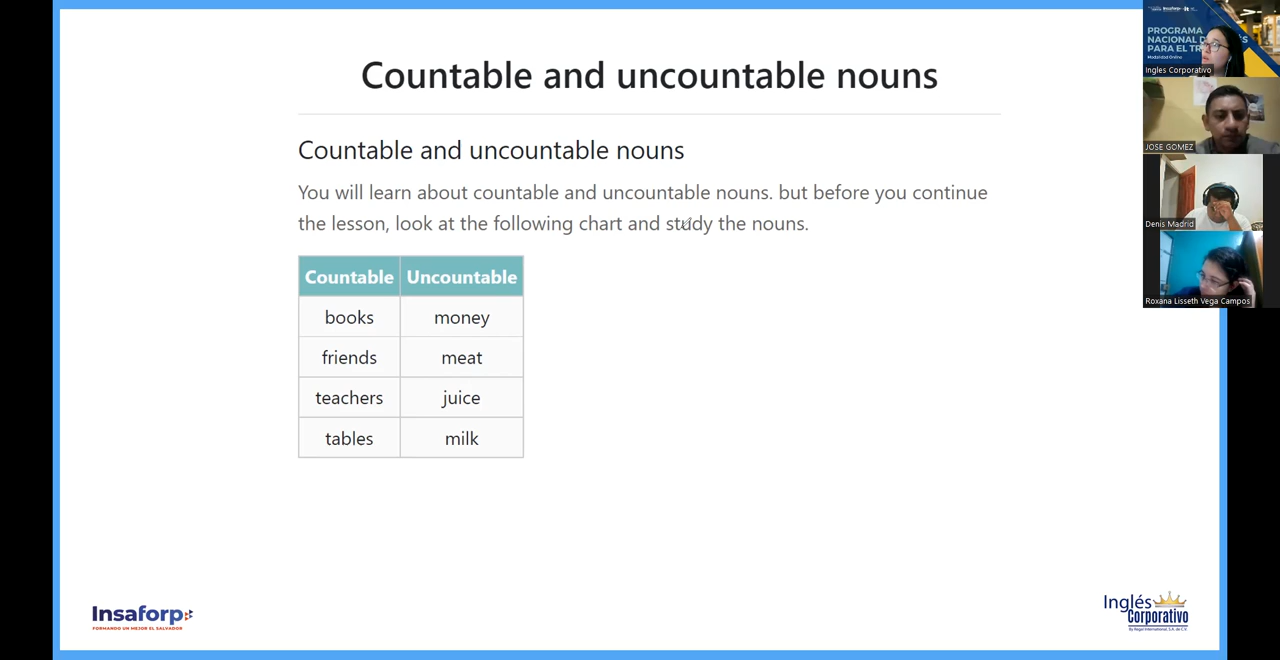 Countable and uncountable nouns
Countable and uncountable nouns
You will learn about countable and uncountable nouns. but before you continue
the lesson, look at the following chart and study the nouns.
Countable Uncountable
books money
friends meat
teachers juice
tables milk
Insaforp
FORMANDO UN MEJOR EL SALVADOR
Inglés
Corporativo
PROGRAMA
NACIONAL
PARA EL
Modalidad Online
Ingles Corporativo
JOSE GOMEZ
Denis Madrid
Roxana Lisseth Vega Campos